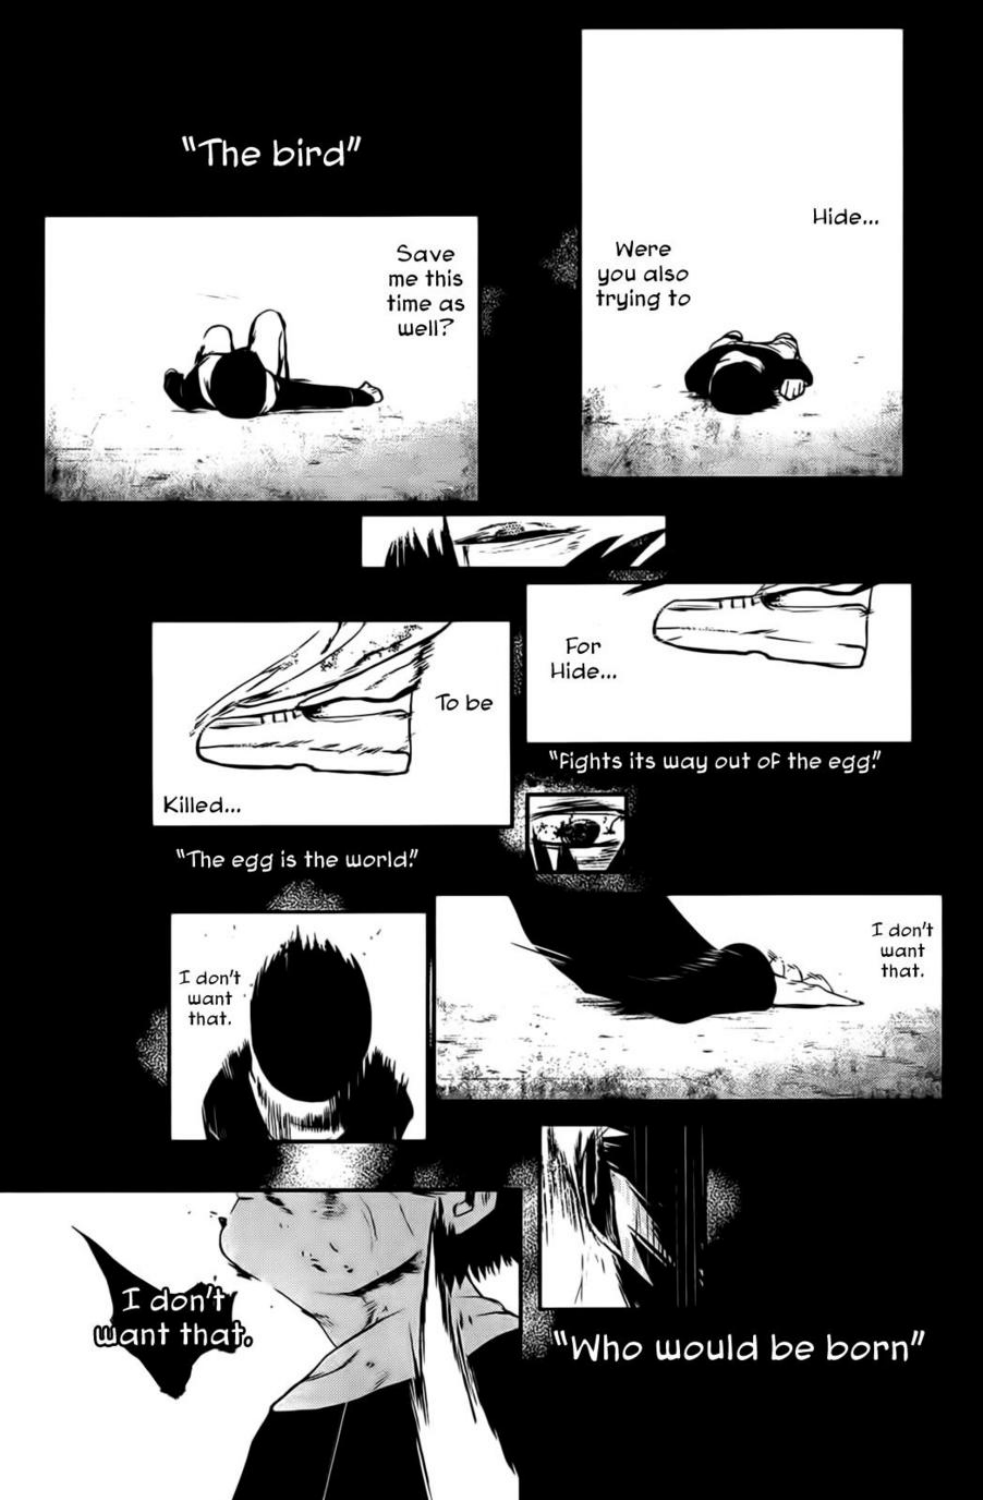 Hide...
Were
you also
trying to
"The bird"
Save
me this
time as
well?
For
Hide...
"Fights its way out of the egg."
To be
Killed...
"The egg is the world."
I don't
want
that.
I don't
want
that.
"Who would be born"
I don't
want that.